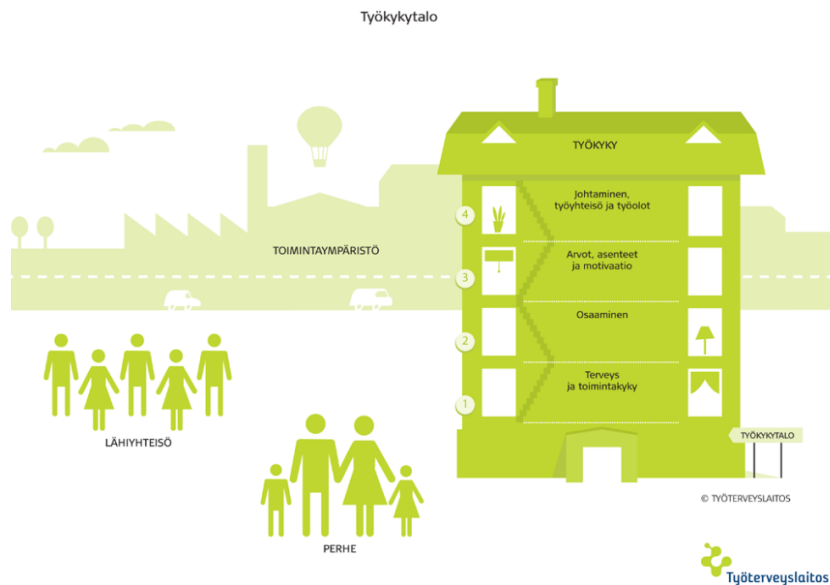 Työkykytalo
TYÖKYKY
4
Johtaminen,
työyhteisö ja työolot
TOIMINTAYMPÄRISTÖ
3
Arvot, asenteet
ja motivaatio
2
Osaaminen
1
Terveys
ja toimintakyky
LÄHIYHTEISÖ
PERHE
TYÖKYKYTALO
© TYÖTERVEYSLAITOS
Työterveyslaitos